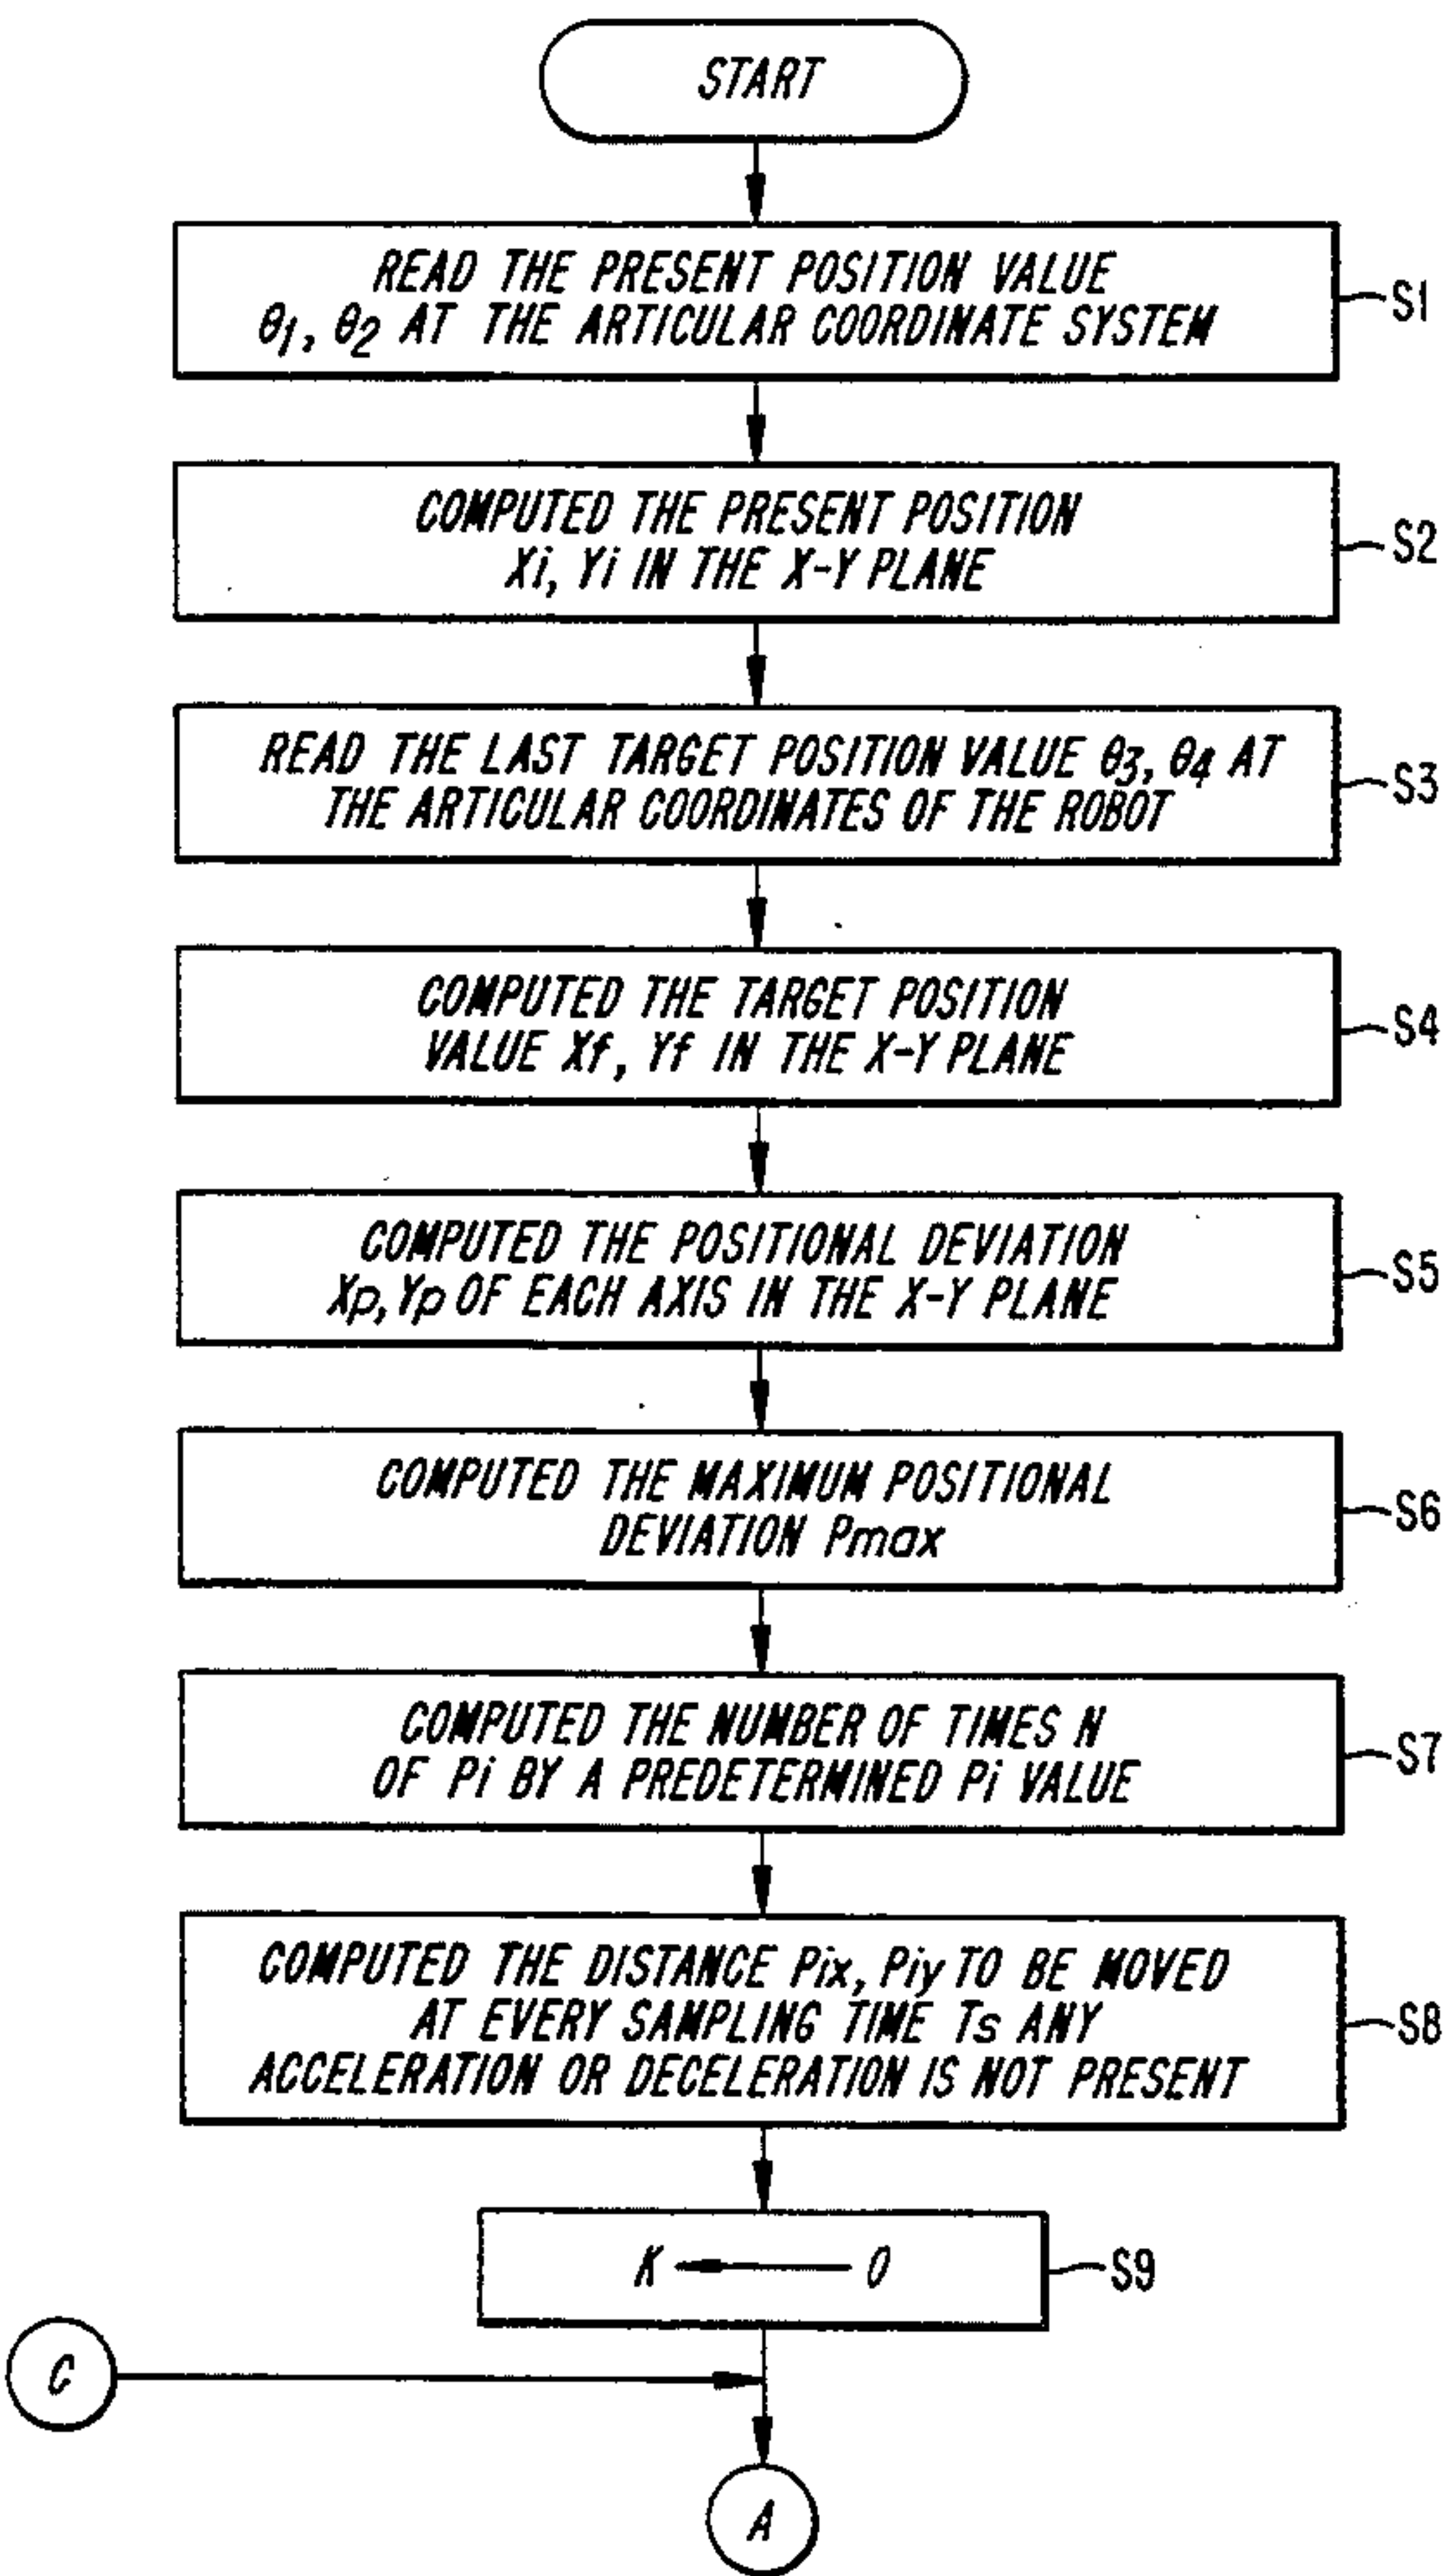 START
READ THE PRESENT POSITION VALUE
θ1, θ2 AT THE ARTICULAR COORDINATE SYSTEM
S1
COMPUTED THE PRESENT POSITION
Xi, Yi IN THE X-Y PLANE
S2
READ THE LAST TARGET POSITION VALUE θ3, θ4 AT
THE ARTICULAR COORDINATES OF THE ROBOT
S3
COMPUTED THE TARGET POSITION
VALUE Xf, Yf IN THE X-Y PLANE
S4
COMPUTED THE POSITIONAL DEVIATION
Xp, Yp OF EACH AXIS IN THE X-Y PLANE
S5
COMPUTED THE MAXIMUM POSITIONAL
DEVIATION Pmax
S6
COMPUTED THE NUMBER OF TIMES N
OF Pi BY A PREDETERMINED Pi VALUE
S7
COMPUTED THE DISTANCE Pix, Piy TO BE MOVED
AT EVERY SAMPLING TIME Ts ANY
ACCELERATION OR DECELERATION IS NOT PRESENT
S8
K ← 0
S9
C
A